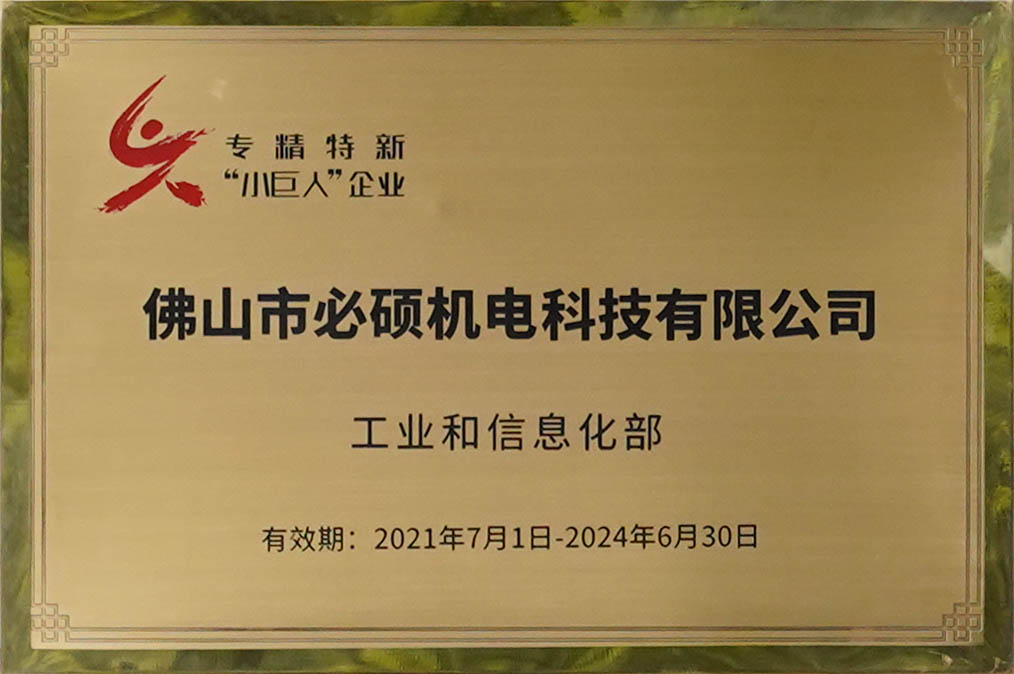 专精特新
“小巨人”企业
佛山市必硕机电科技有限公司
工业和信息化部
有效期：2021年7月1日-2024年6月30日